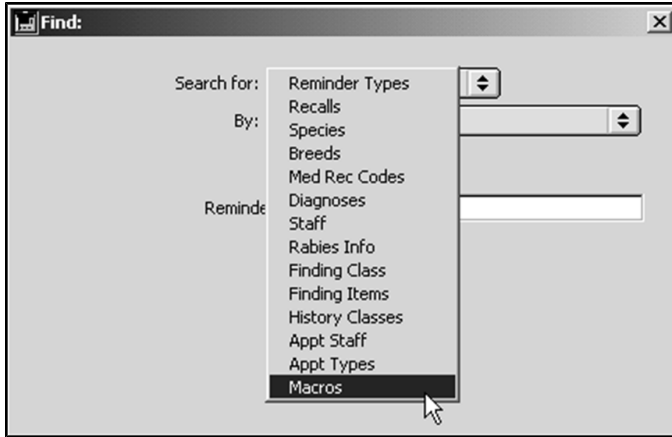 Find:
Search for:
Reminder Types
Recalls
By:
Species
Breeds
Med Rec Codes
Diagnoses
Reminde
Staff
Rabies Info
Finding Class
Finding Items
History Classes
Appt Staff
Appt Types
Macros